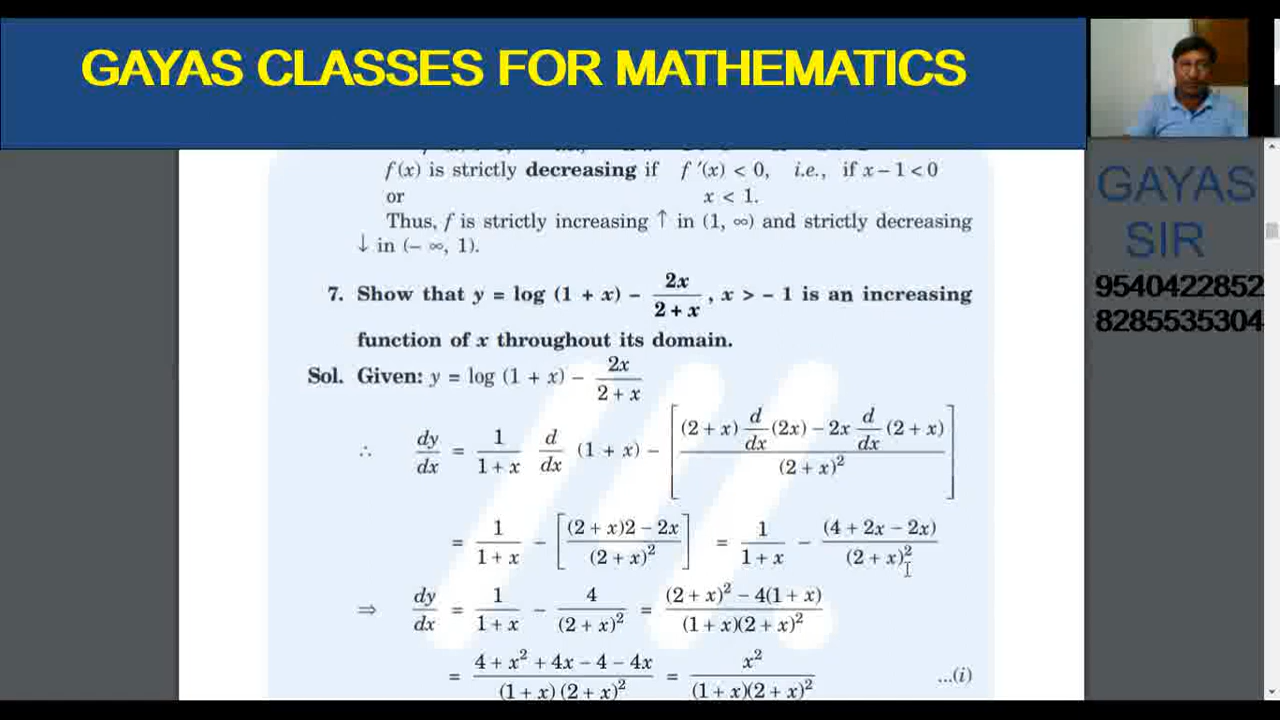 GAYAS CLASSES FOR MATHEMATICS
f(x) is strictly decreasing if f ′(x) < 0, i.e., if x − 1 < 0
or x < 1.
Thus, f is strictly increasing ↑ in (1, ∞) and strictly decreasing
↓ in (− ∞, 1).
7. Show that y = log (1 + x) − 2x/(2 + x), x > − 1 is an increasing
function of x throughout its domain.
Sol. Given: y = log (1 + x) − 2x/(2 + x)
∴ dy/dx = 1/(1 + x) d/dx (1 + x) − [((2 + x) d/dx (2x) − 2x d/dx (2 + x))/(2 + x)²]
= 1/(1 + x) − [((2 + x)2 − 2x)/(2 + x)²] = 1/(1 + x) − (4 + 2x − 2x)/(2 + x)²
⇒ dy/dx = 1/(1 + x) − 4/(2 + x)² = ((2 + x)² − 4(1 + x))/((1 + x)(2 + x)²)
= (4 + x² + 4x − 4 − 4x)/((1 + x)(2 + x)²) = x²/((1 + x)(2 + x)²) ...(i)
GAYAS
SIR
9540422852
8285535304